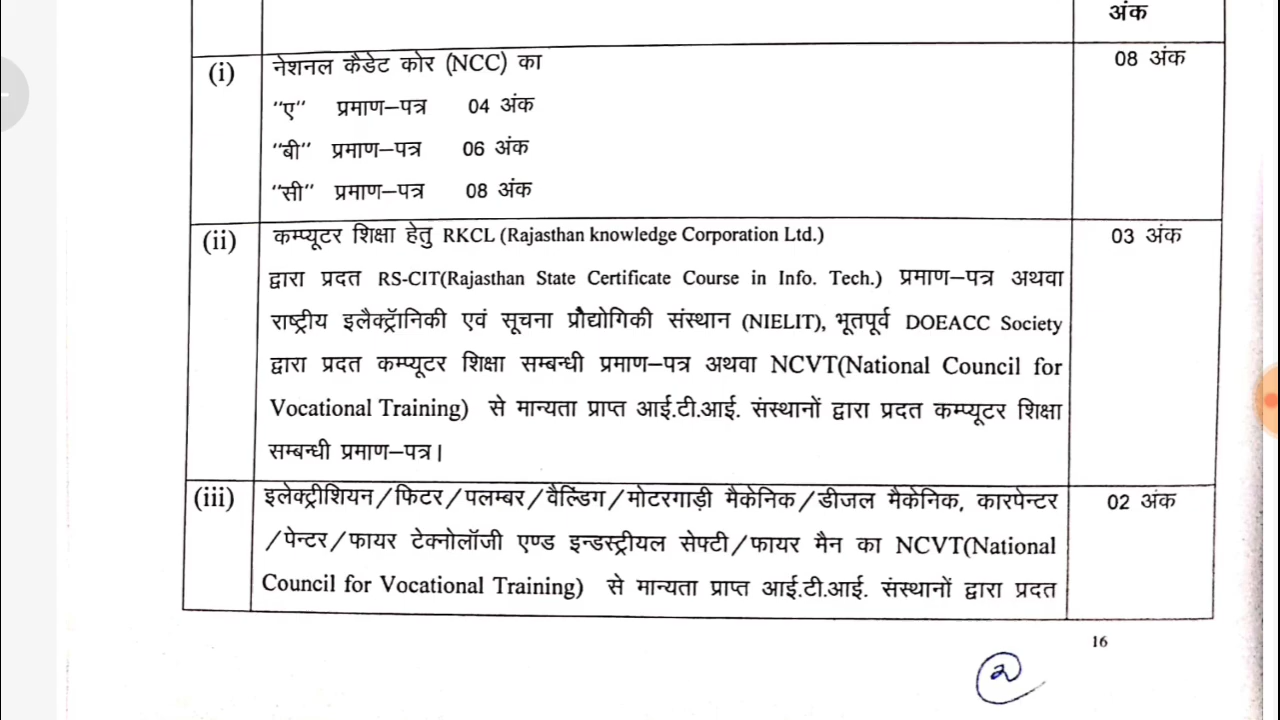 अंक
(i) नेशनल कैडेट कोर (NCC) का 08 अंक
"ए" प्रमाण–पत्र 04 अंक
"बी" प्रमाण–पत्र 06 अंक
"सी" प्रमाण–पत्र 08 अंक
(ii) कम्प्यूटर शिक्षा हेतु RKCL (Rajasthan knowledge Corporation Ltd.) 03 अंक
द्वारा प्रदत RS-CIT(Rajasthan State Certificate Course in Info. Tech.) प्रमाण–पत्र अथवा
राष्ट्रीय इलैक्ट्रॉनिकी एवं सूचना प्रौद्योगिकी संस्थान (NIELIT), भूतपूर्व DOEACC Society
द्वारा प्रदत कम्प्यूटर शिक्षा सम्बन्धी प्रमाण–पत्र अथवा NCVT(National Council for
Vocational Training) से मान्यता प्राप्त आई.टी.आई. संस्थानों द्वारा प्रदत कम्प्यूटर शिक्षा
सम्बन्धी प्रमाण–पत्र।
(iii) इलेक्ट्रीशियन/फिटर/पलम्बर/वैल्डिंग/मोटरगाड़ी मैकेनिक/डीजल मैकेनिक, कारपेन्टर 02 अंक
/पेन्टर/फायर टेक्नोलॉजी एण्ड इन्डस्ट्रीयल सेफ्टी/फायर मैन का NCVT(National
Council for Vocational Training) से मान्यता प्राप्त आई.टी.आई. संस्थानों द्वारा प्रदत
16